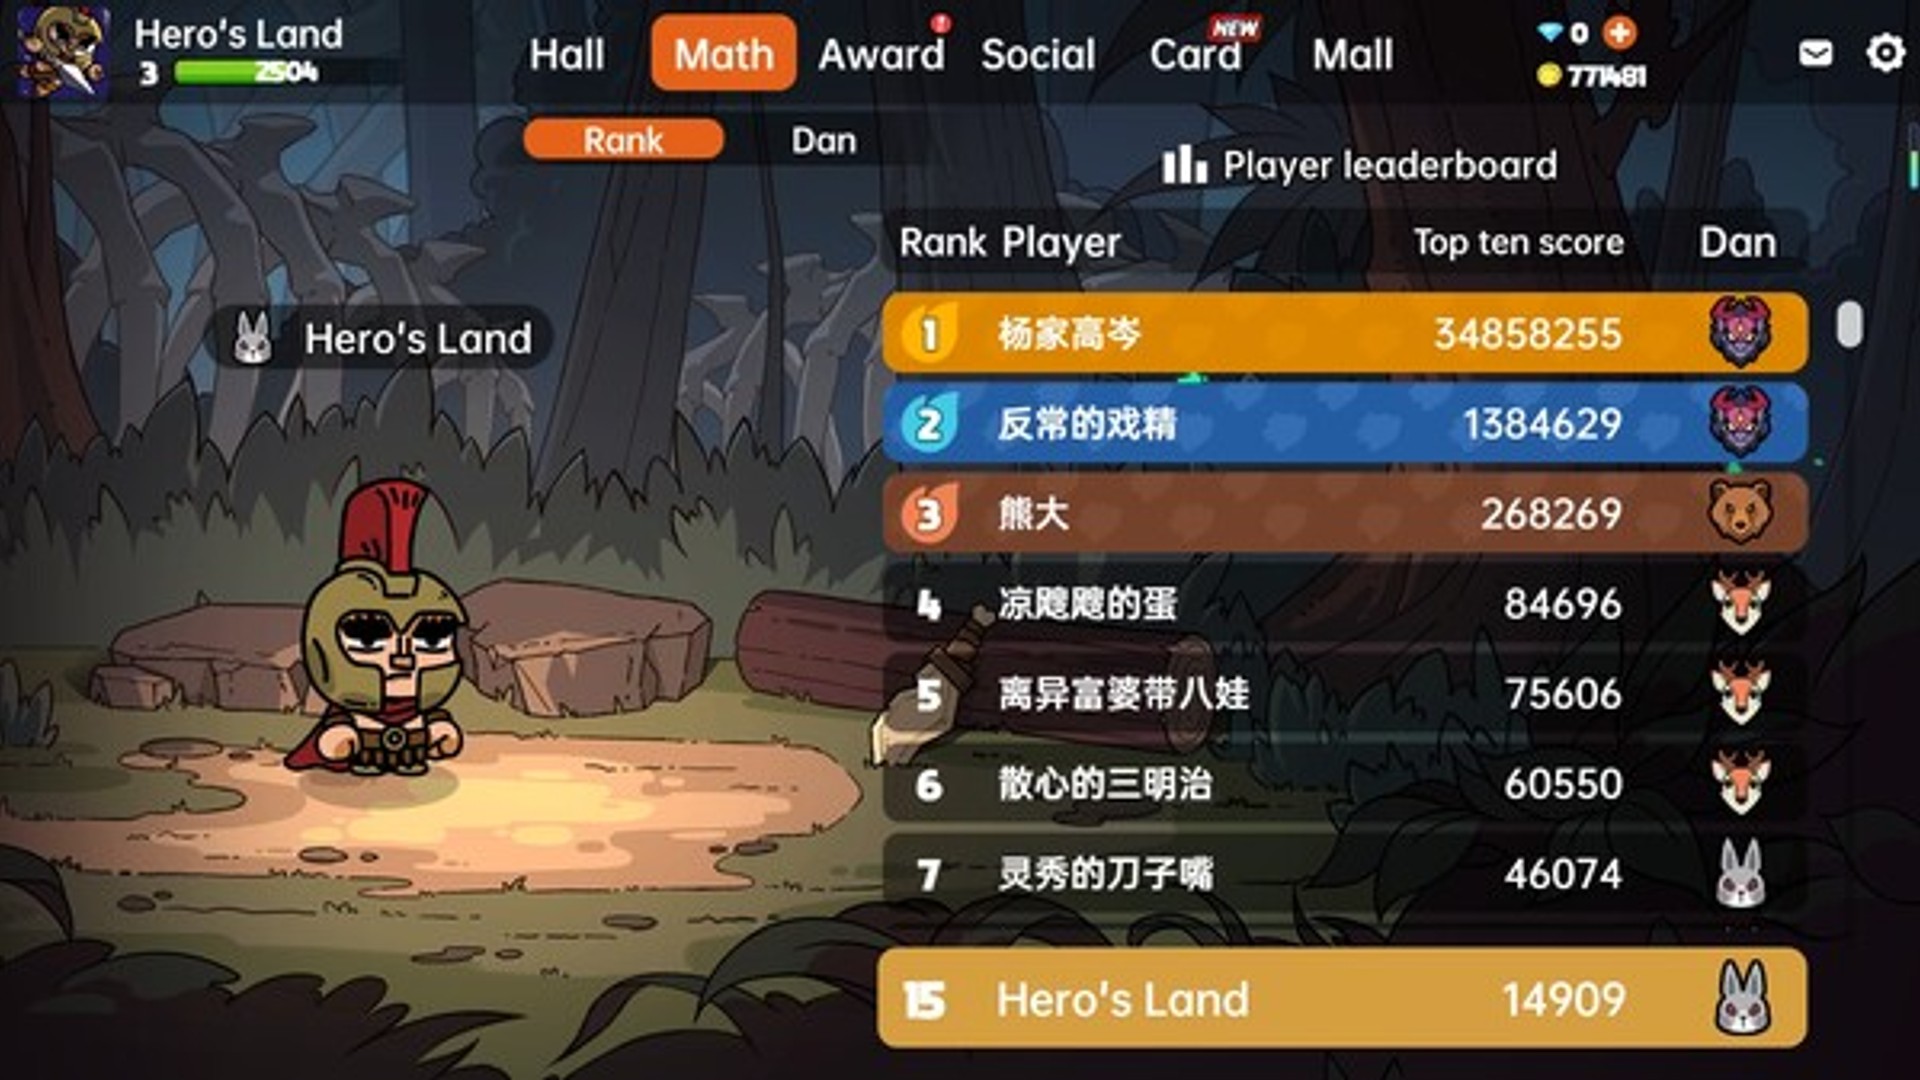 Hero's Land
3 2504
Hall Math Award Social Card NEW Mall
0
771481
Rank Dan
Player leaderboard
Rank Player Top ten score Dan
Hero's Land
1 杨家高岑 34858255
2 反常的戏精 1384629
3 熊大 268269
4 凉飕飕的蛋 84696
5 离异富婆带八娃 75606
6 散心的三明治 60550
7 灵秀的刀子嘴 46074
15 Hero's Land 14909